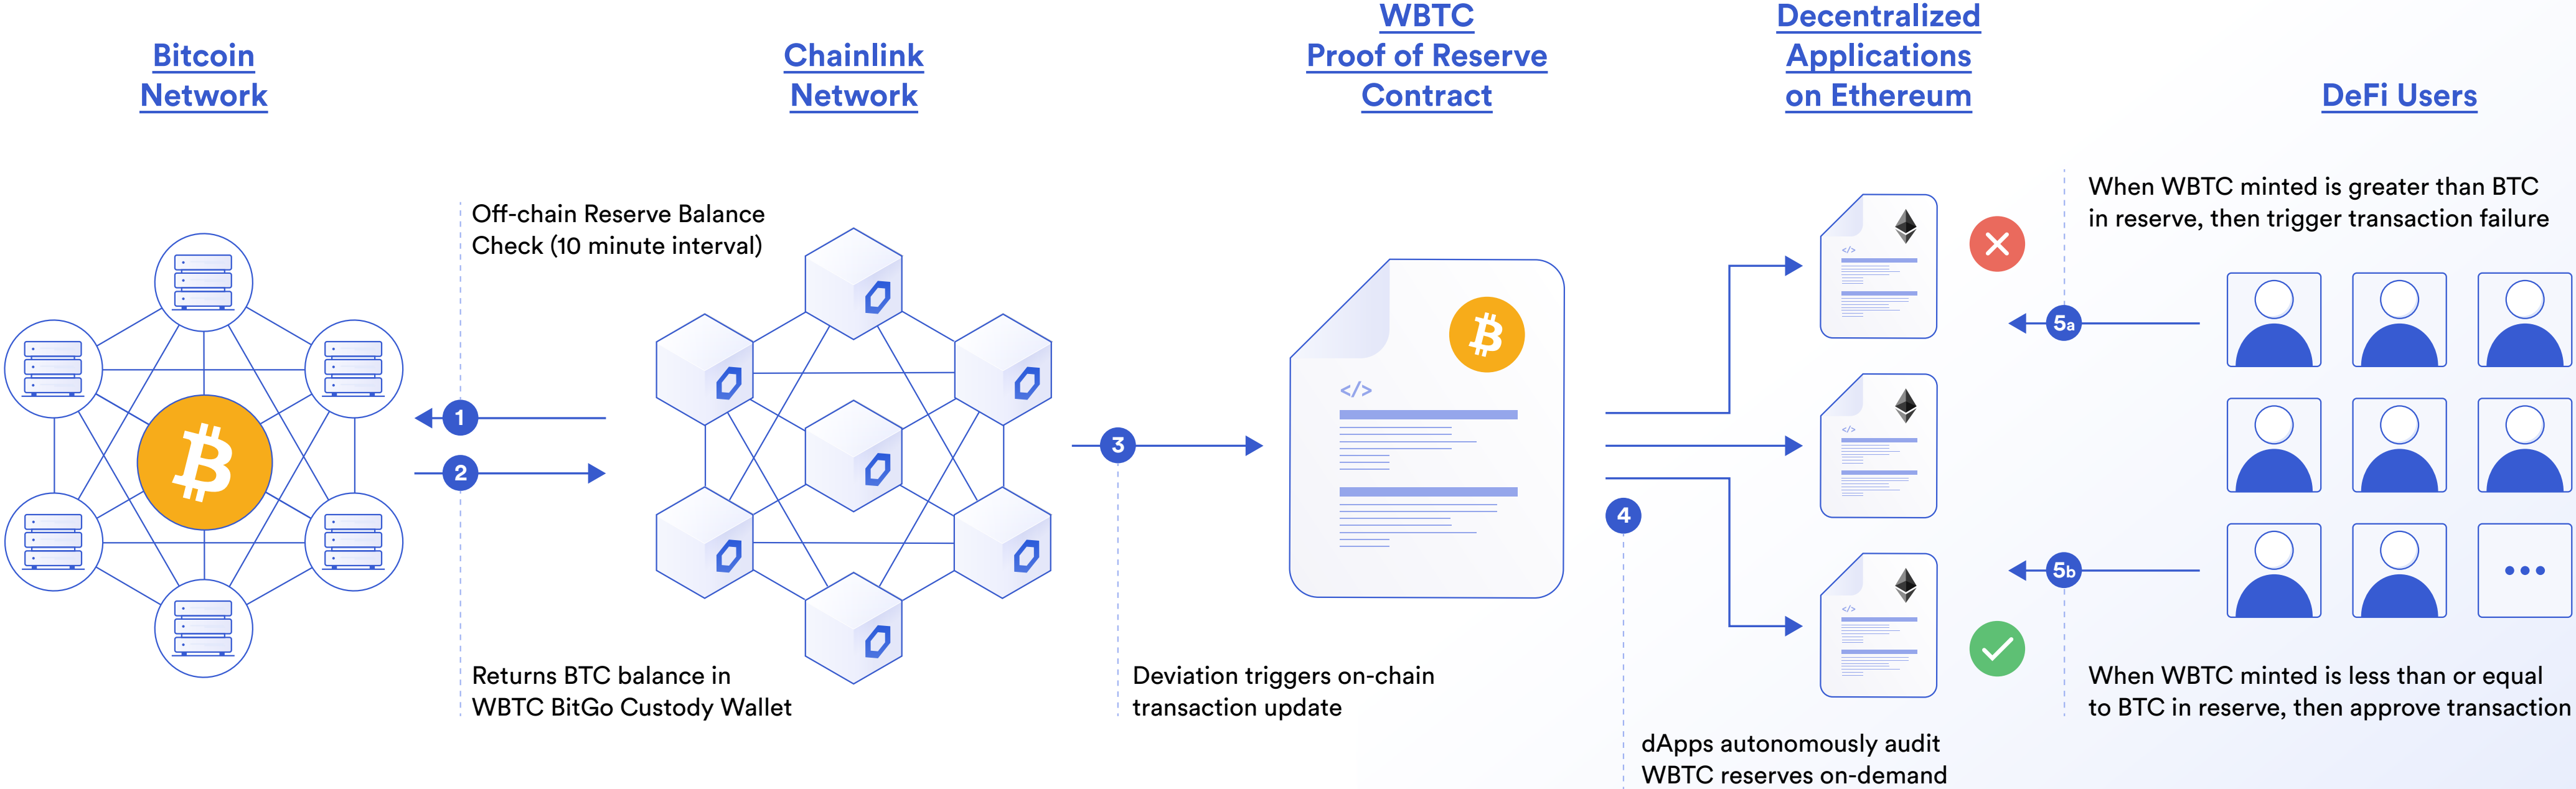 Bitcoin
Network
Chainlink
Network
WBTC
Proof of Reserve
Contract
Decentralized
Applications
on Ethereum
DeFi Users
Off-chain Reserve Balance
Check (10 minute interval)
1
2
Returns BTC balance in
WBTC BitGo Custody Wallet
3
Deviation triggers on-chain
transaction update
</>
4
dApps autonomously audit
WBTC reserves on-demand
</>
</>
</>
When WBTC minted is greater than BTC
in reserve, then trigger transaction failure
5a
5b
When WBTC minted is less than or equal
to BTC in reserve, then approve transaction